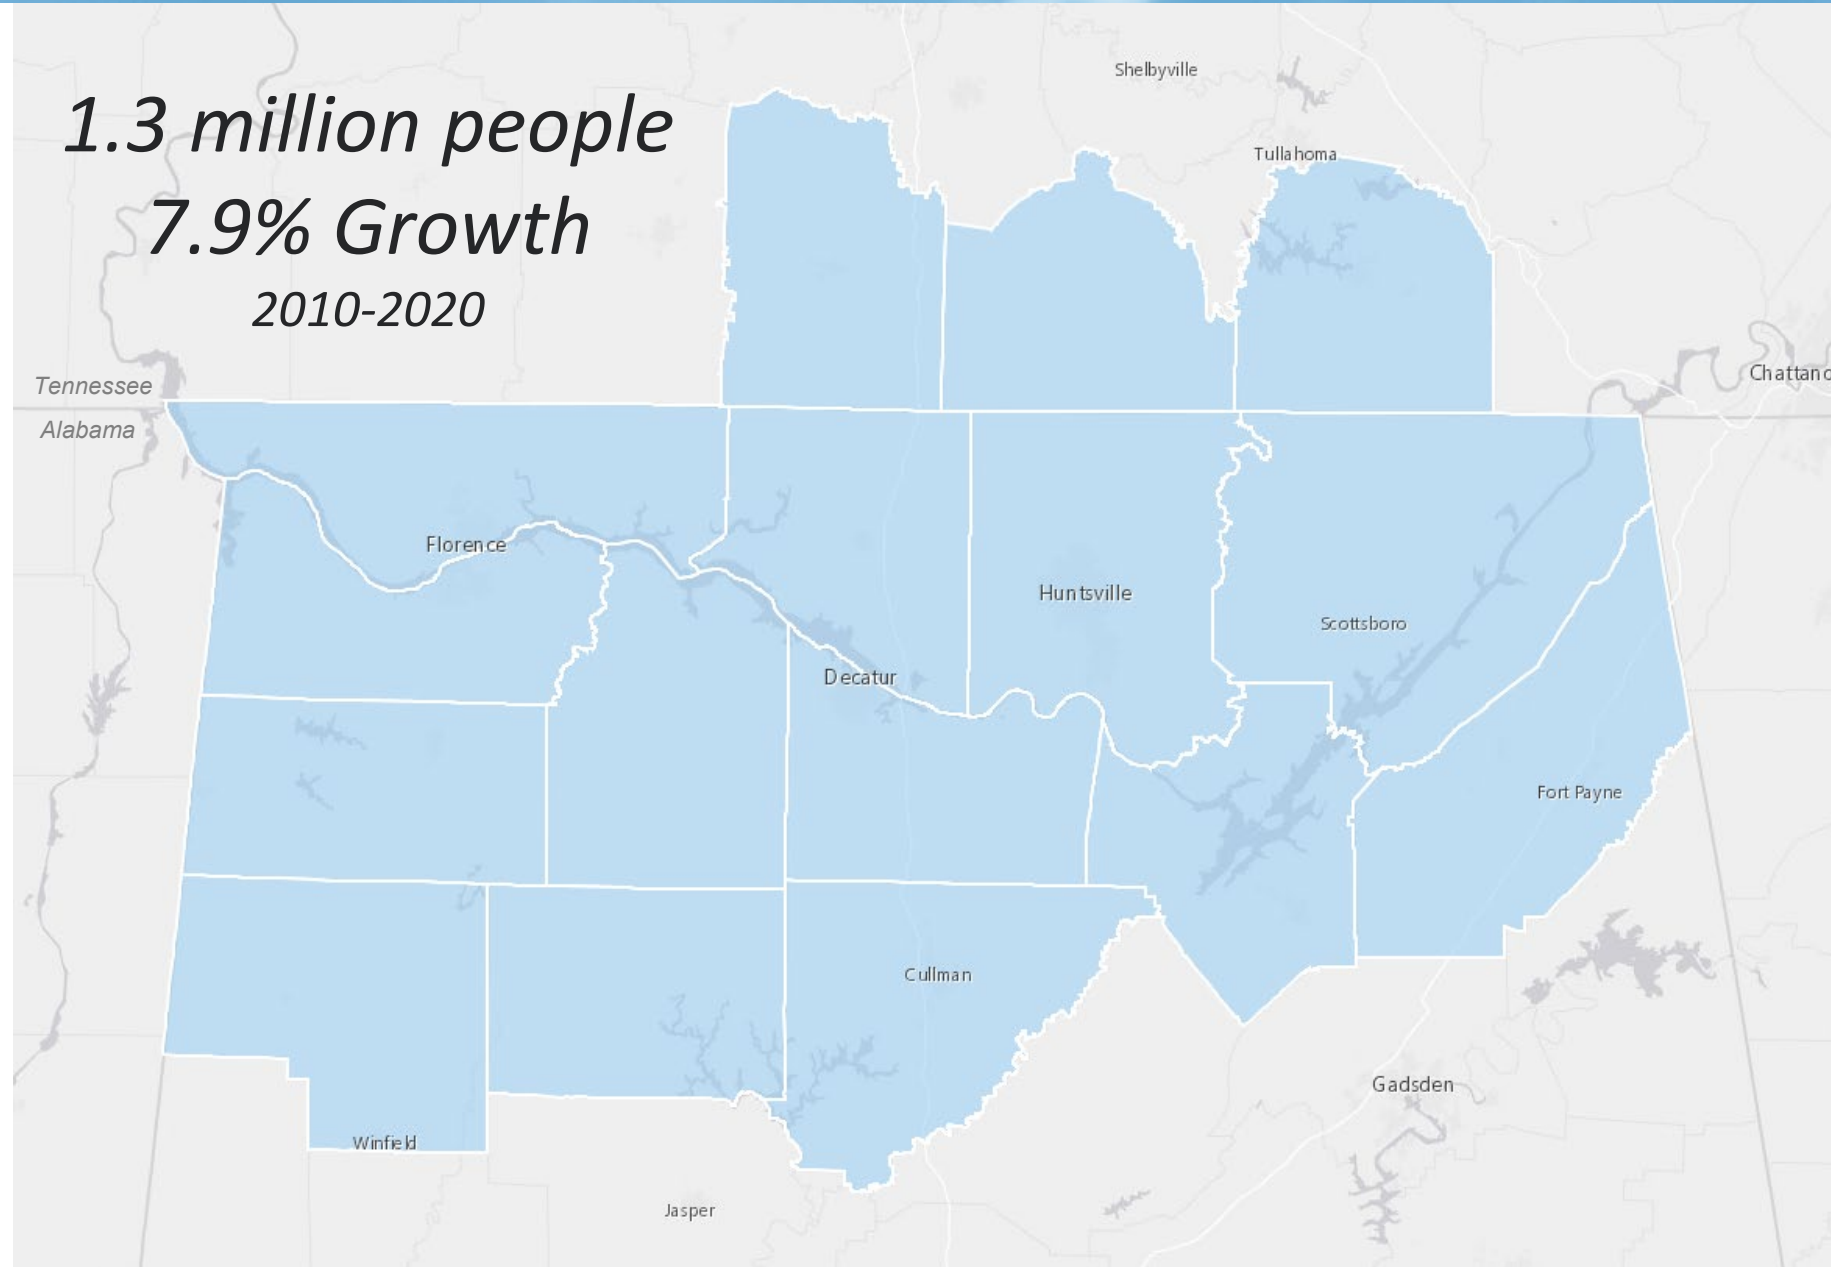 Shelbyville
1.3 million people
Tullahoma
7.9% Growth
2010-2020
Tennessee
Chattano
Alabama
Florence
Huntsville
Scottsboro
Decatur
Fort Payne
Cullman
Gadsden
Winfield
Jasper